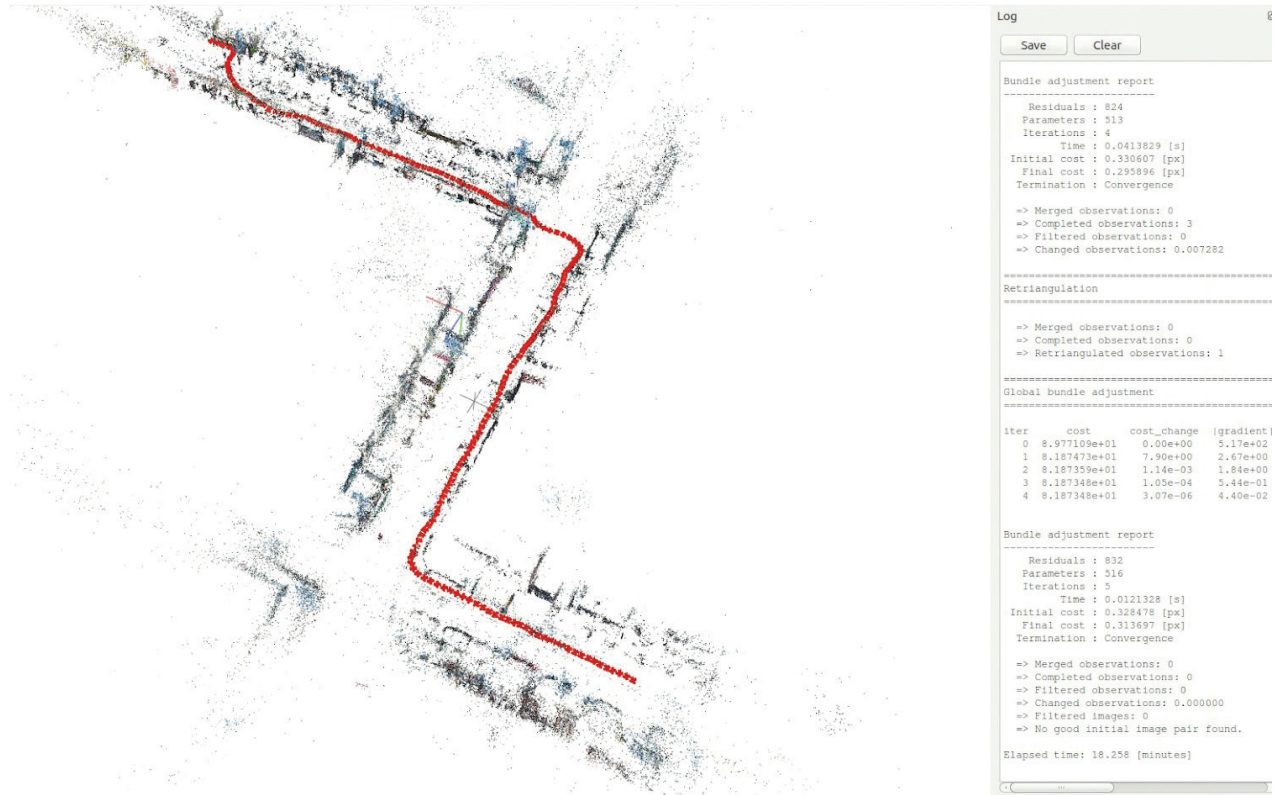 Log
Save Clear
Bundle adjustment report
------------------------
Residuals : 824
Parameters : 513
Iterations : 4
Time : 0.0413829 [s]
Initial cost : 0.330607 [px]
Final cost : 0.295896 [px]
Termination : Convergence
=> Merged observations: 0
=> Completed observations: 3
=> Filtered observations: 0
=> Changed observations: 0.007282
Retriangulation
=> Merged observations: 0
=> Completed observations: 0
=> Retriangulated observations: 1
Global bundle adjustment
iter cost cost_change |gradient|
0 8.977109e+01 0.00e+00 5.17e+02
1 8.187473e+01 7.90e+00 2.67e+00
2 8.187359e+01 1.14e-03 1.84e+00
3 8.187348e+01 1.05e-04 5.44e-01
4 8.187348e+01 3.07e-06 4.40e-02
Bundle adjustment report
------------------------
Residuals : 832
Parameters : 516
Iterations : 5
Time : 0.0121328 [s]
Initial cost : 0.328478 [px]
Final cost : 0.313697 [px]
Termination : Convergence
=> Merged observations: 0
=> Completed observations: 0
=> Filtered observations: 0
=> Changed observations: 0.000000
=> Filtered images: 0
=> No good initial image pair found.
Elapsed time: 18.258 [minutes]